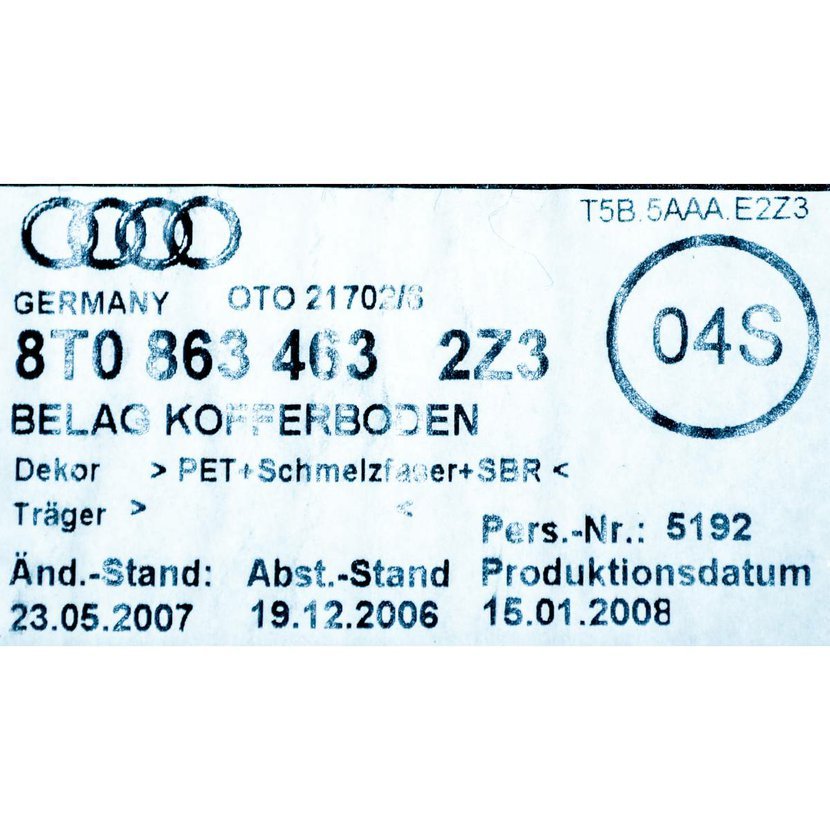 T5B.5AAA.E2Z3
GERMANY OTO 21702/6
8T0 863 463 2Z3
04S
BELAG KOFFERBODEN
Dekor > PET+Schmelzfaser+SBR <
Träger > <
Pers.-Nr.: 5192
Änd.-Stand: Abst.-Stand Produktionsdatum
23.05.2007 19.12.2006 15.01.2008